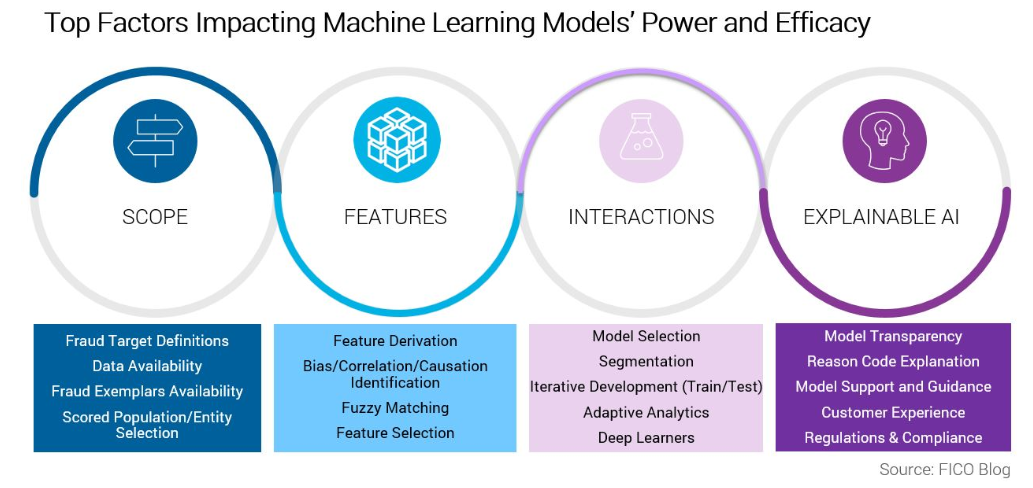 Top Factors Impacting Machine Learning Models' Power and Efficacy
SCOPE
FEATURES
INTERACTIONS
EXPLAINABLE AI
Fraud Target Definitions
Data Availability
Fraud Exemplars Availability
Scored Population/Entity
Selection
Feature Derivation
Bias/Correlation/Causation
Identification
Fuzzy Matching
Feature Selection
Model Selection
Segmentation
Iterative Development (Train/Test)
Adaptive Analytics
Deep Learners
Model Transparency
Reason Code Explanation
Model Support and Guidance
Customer Experience
Regulations & Compliance
Source: FICO Blog